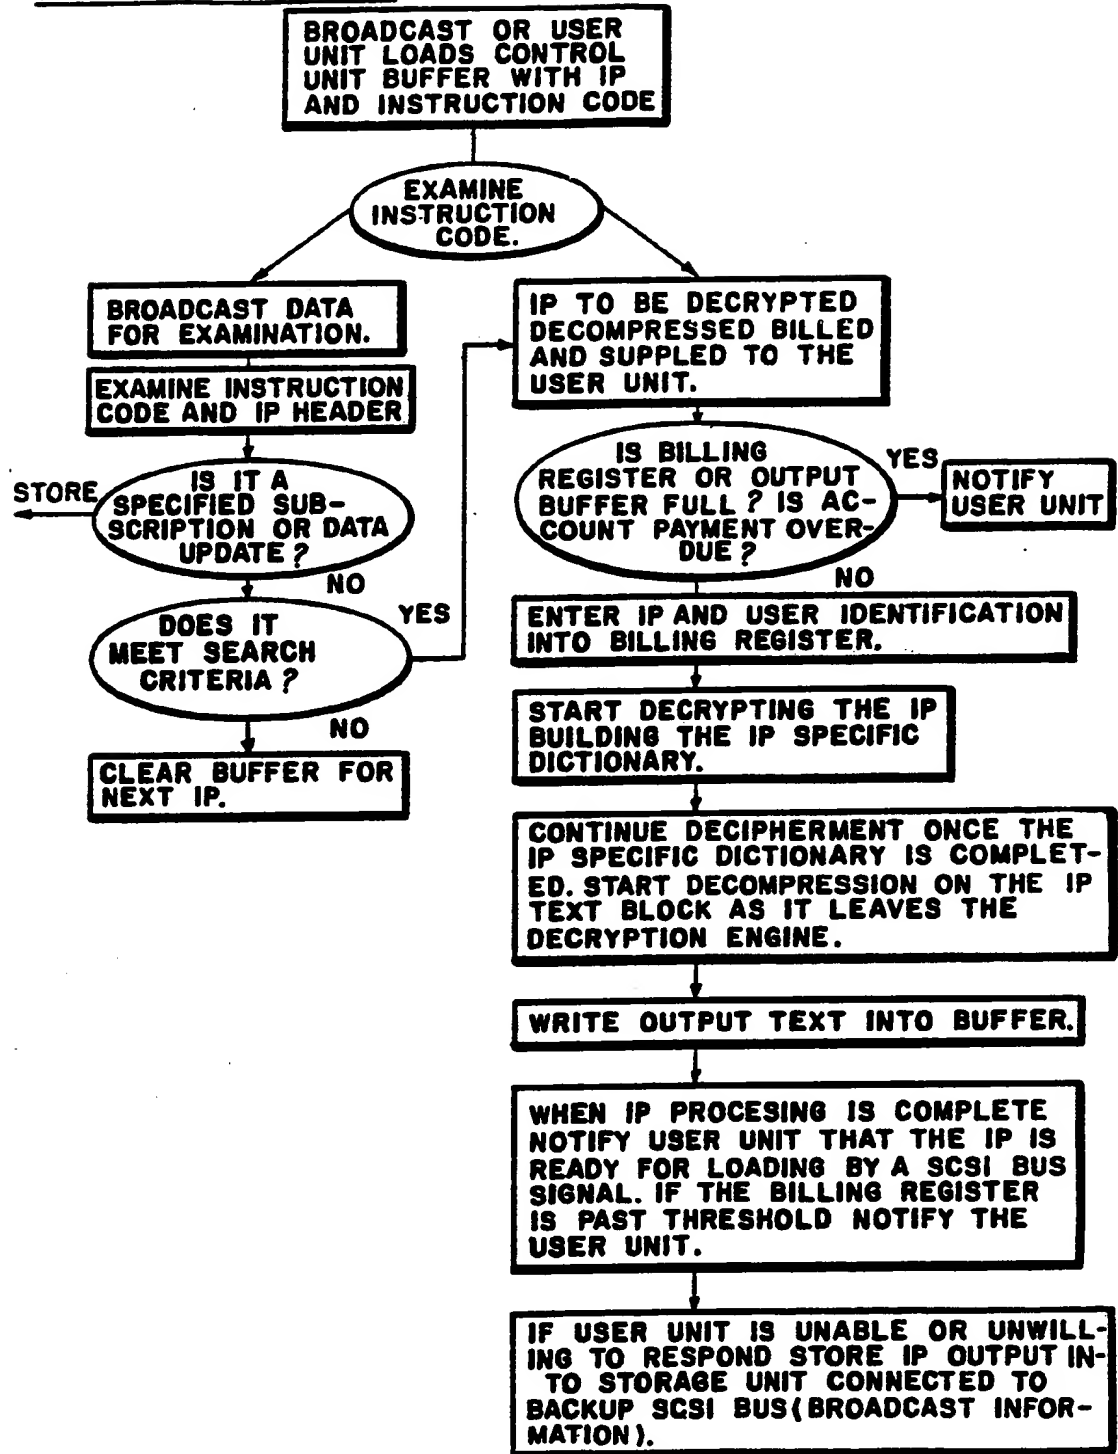 BROADCAST OR USER
UNIT LOADS CONTROL
UNIT BUFFER WITH IP
AND INSTRUCTION CODE
EXAMINE
INSTRUCTION
CODE.
BROADCAST DATA
FOR EXAMINATION.
EXAMINE INSTRUCTION
CODE AND IP HEADER
STORE
IS IT A
SPECIFIED SUB-
SCRIPTION OR DATA
UPDATE?
NO
DOES IT
MEET SEARCH
CRITERIA?
YES
NO
CLEAR BUFFER FOR
NEXT IP.
IP TO BE DECRYPTED
DECOMPRESSED BILLED
AND SUPPLED TO THE
USER UNIT.
IS BILLING
REGISTER OR OUTPUT
BUFFER FULL? IS AC-
COUNT PAYMENT OVER-
DUE?
YES
NOTIFY
USER UNIT
NO
ENTER IP AND USER IDENTIFICATION
INTO BILLING REGISTER.
START DECRYPTING THE IP
BUILDING THE IP SPECIFIC
DICTIONARY.
CONTINUE DECIPHERMENT ONCE THE
IP SPECIFIC DICTIONARY IS COMPLET-
ED. START DECOMPRESSION ON THE IP
TEXT BLOCK AS IT LEAVES THE
DECRYPTION ENGINE.
WRITE OUTPUT TEXT INTO BUFFER.
WHEN IP PROCESING IS COMPLETE
NOTIFY USER UNIT THAT THE IP IS
READY FOR LOADING BY A SCSI BUS
SIGNAL. IF THE BILLING REGISTER
IS PAST THRESHOLD NOTIFY THE
USER UNIT.
IF USER UNIT IS UNABLE OR UNWILL-
ING TO RESPOND STORE IP OUTPUT IN-
TO STORAGE UNIT CONNECTED TO
BACKUP SCSI BUS (BROADCAST INFOR-
MATION).